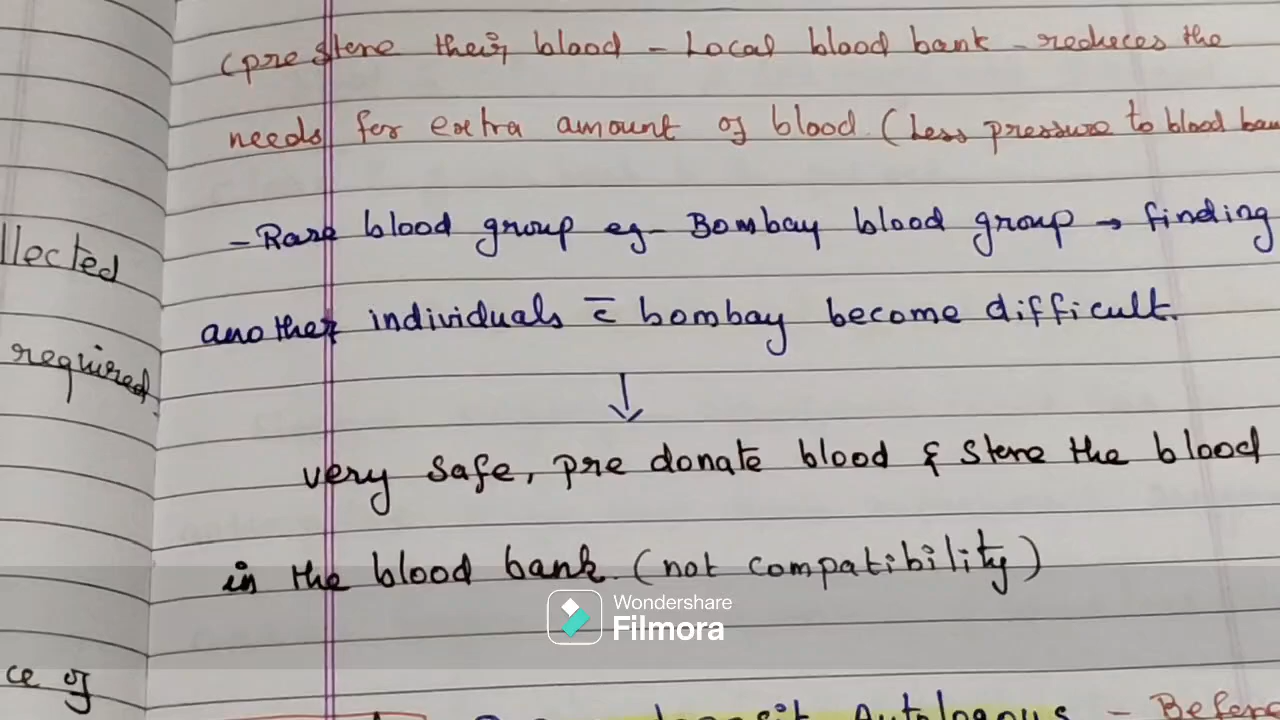 (pre store their blood - Local blood bank - reduces the
needs for extra amount of blood. (Less pressure to blood ban
- Rare blood group eg - Bombay blood group → finding
another individuals c̅ bombay become difficult.
↓
very safe, pre donate blood & store the blood
in the blood bank. (not compatibility)
Autologous - Before
llected
required.
ce of
Wondershare
Filmora